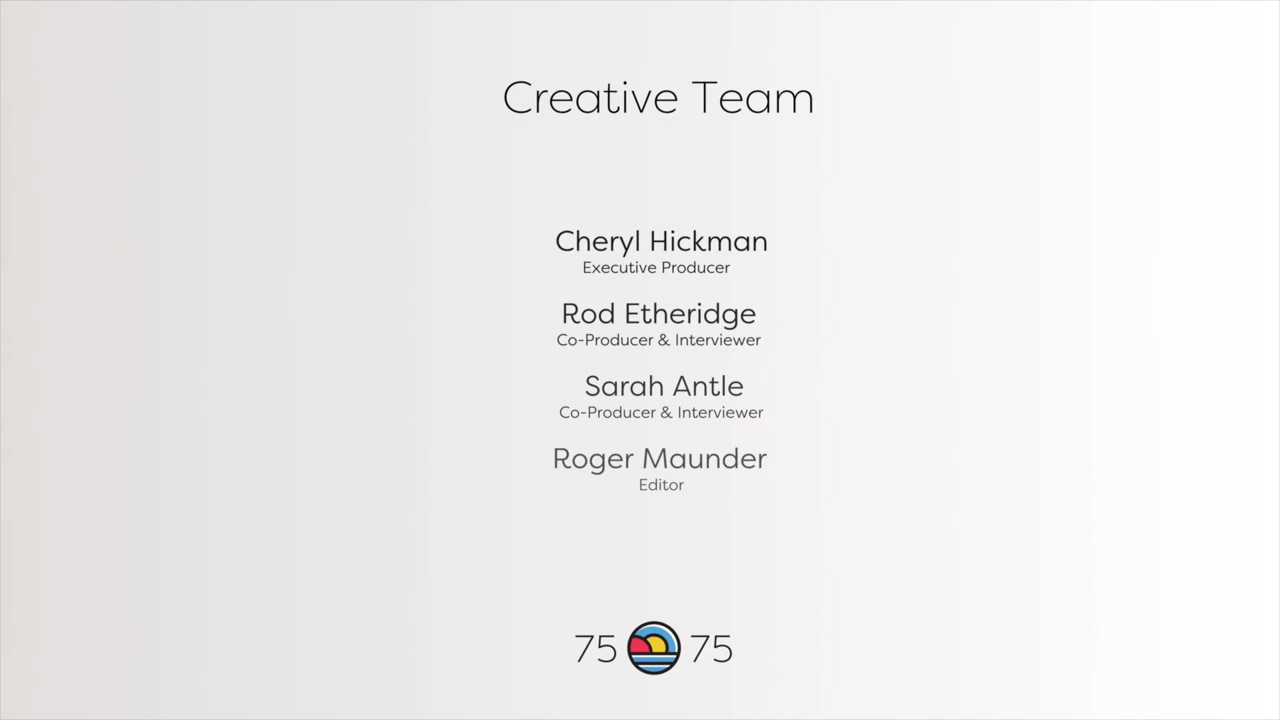 Creative Team
Cheryl Hickman
Executive Producer
Rod Etheridge
Co-Producer & Interviewer
Sarah Antle
Co-Producer & Interviewer
Roger Maunder
Editor
75 75